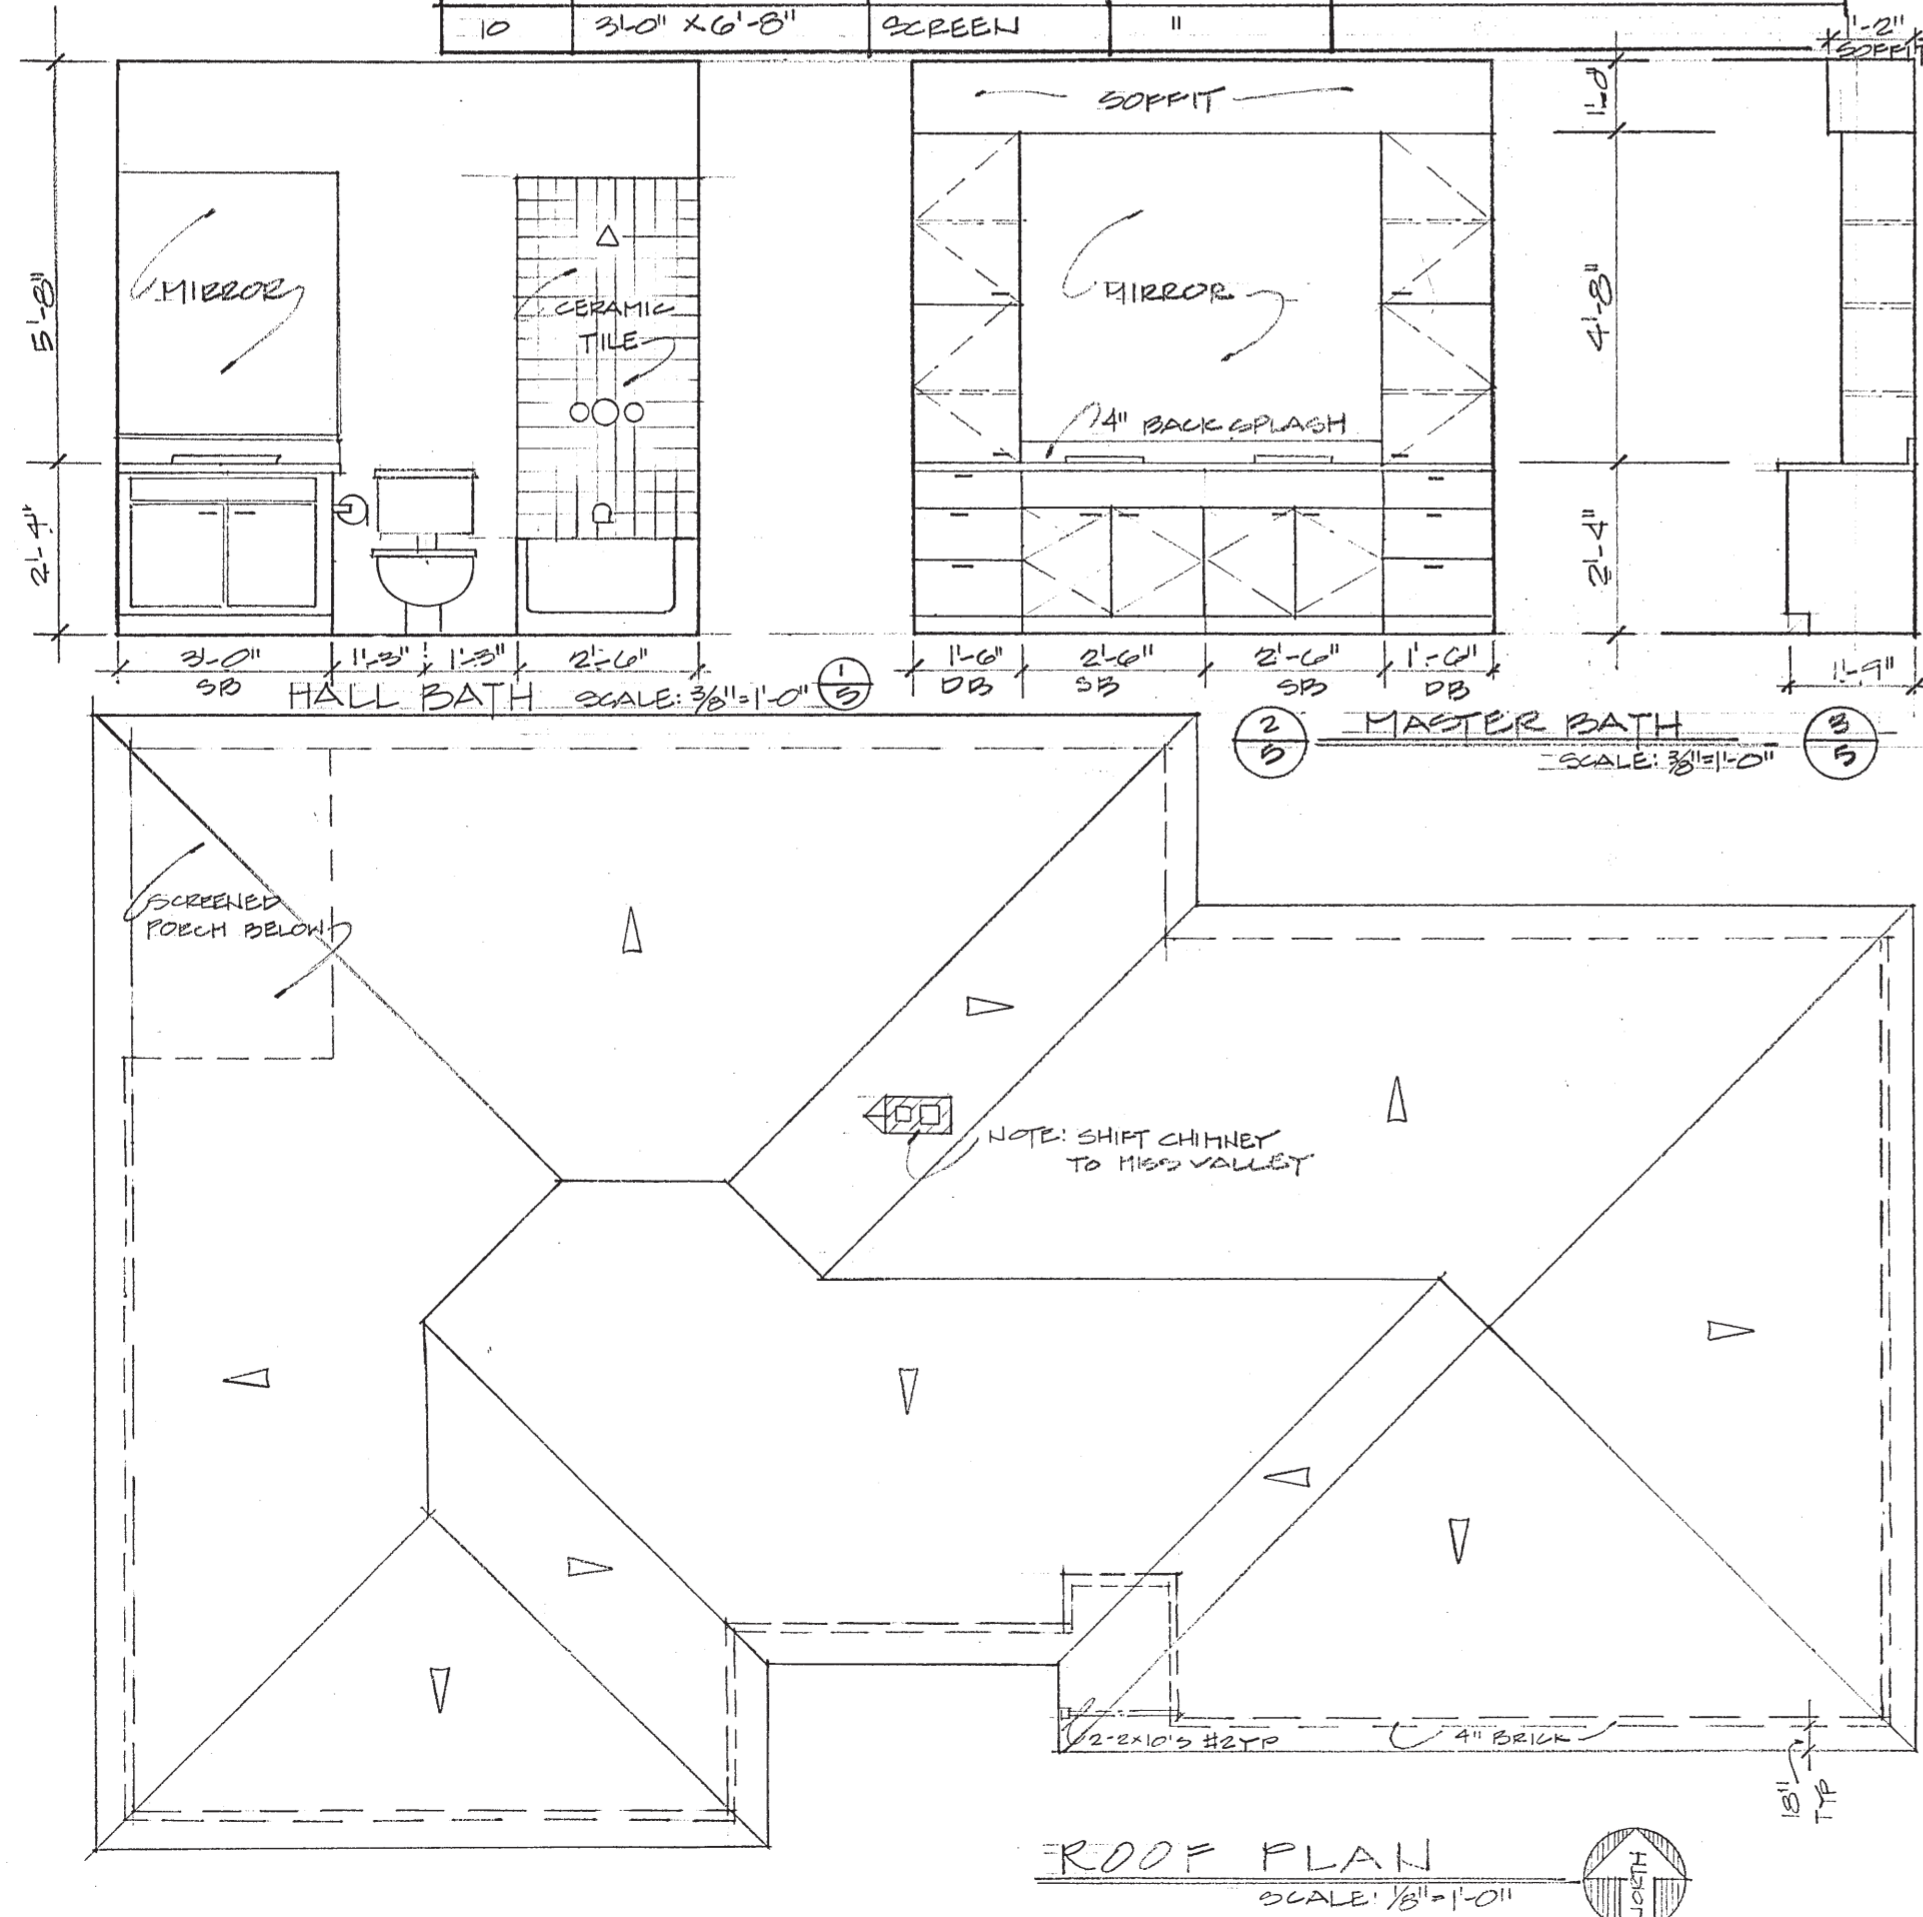 10 3'-0" X 6'-8" SCREEN "
1'-2"
SOFFIT
SOFFIT
1'-0"
MIRROR
CERAMIC
TILE
MIRROR
5'-8"
4'-8"
4" BACK SPLASH
2'-4"
2'-4"
3'-0" 1'-3" 1'-3" 2'-6"
SB
HALL BATH SCALE: 3/8"=1'-0" 1/5
1'-6" 2'-6" 2'-6" 1'-6"
DB SB SB DB
1'-9"
2/5 MASTER BATH 3/5
SCALE: 3/8"=1'-0"
SCREENED
PORCH BELOW
NOTE: SHIFT CHIMNEY
TO MISS VALLEY
2-2x10'S #2YP
4" BRICK
18"
TYP
ROOF PLAN
SCALE: 1/8"=1'-0"
NORTH